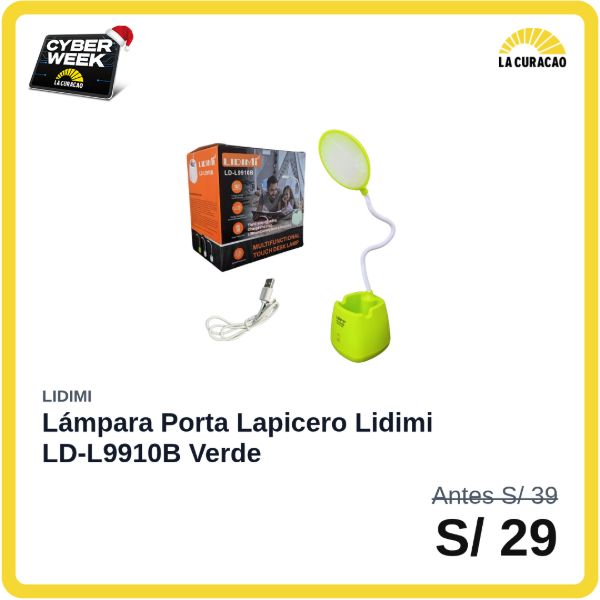 CYBER
WEEK
LA CURACAO
LA CURACAO
LIDIMI
LD-L9910B
MULTIFUNCTIONAL
TOUCH DESK LAMP
LIDIMI
Lámpara Porta Lapicero Lidimi
LD-L9910B Verde
Antes S/ 39
S/ 29